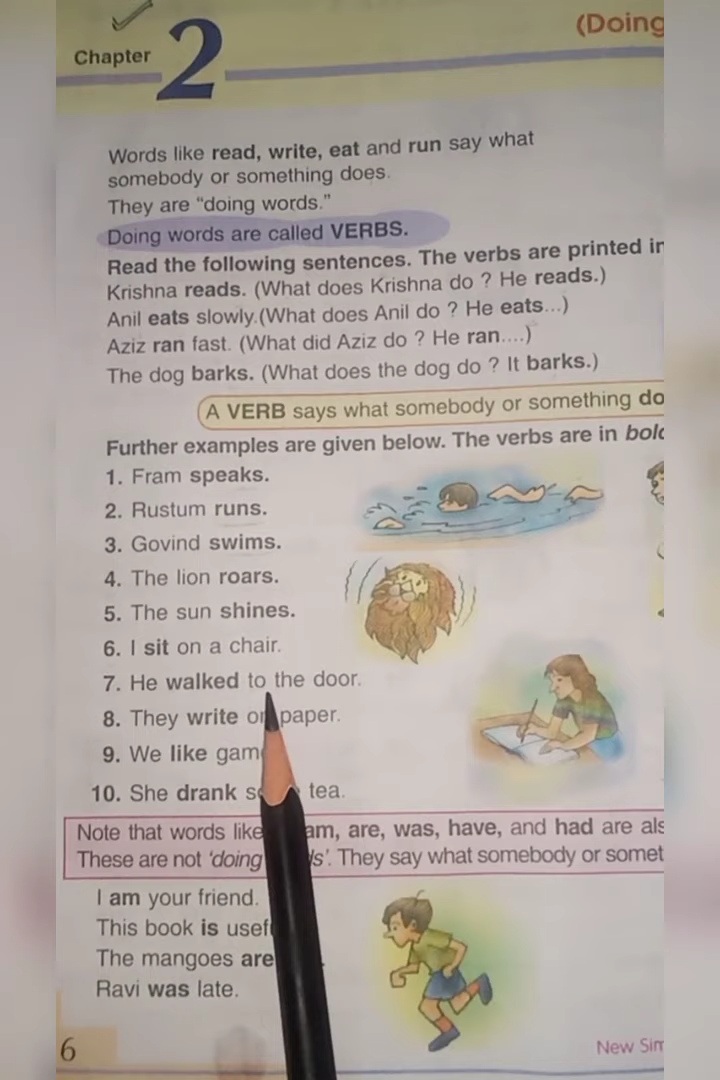 (Doing
Chapter 2
Words like read, write, eat and run say what
somebody or something does.
They are “doing words.”
Doing words are called VERBS.
Read the following sentences. The verbs are printed in
Krishna reads. (What does Krishna do ? He reads.)
Anil eats slowly.(What does Anil do ? He eats...)
Aziz ran fast. (What did Aziz do ? He ran....)
The dog barks. (What does the dog do ? It barks.)
A VERB says what somebody or something do
Further examples are given below. The verbs are in
1. Fram speaks.
2. Rustum runs.
3. Govind swims.
4. The lion roars.
5. The sun shines.
6. I sit on a chair.
7. He walked to the door.
8. They write on paper.
9. We like gam
10. She drank tea.
Note that words like am, are, was, have, and had are als
These are not ‘doing ds’. They say what somebody or somet
I am your friend.
This book is usef
The mangoes are
Ravi was late.
6
New Sim